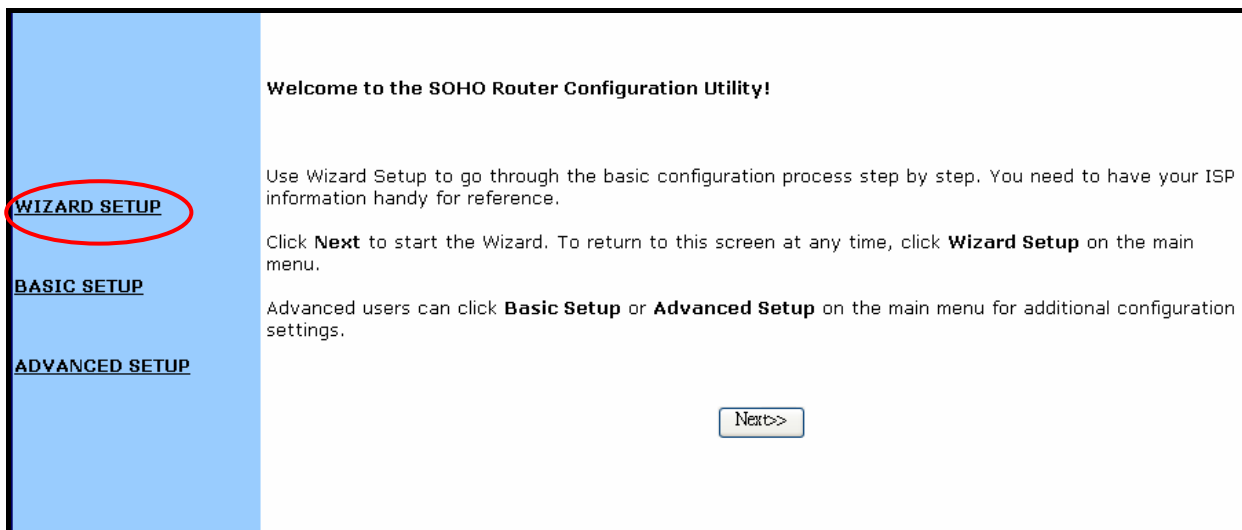 WIZARD SETUP
BASIC SETUP
ADVANCED SETUP
Welcome to the SOHO Router Configuration Utility!
Use Wizard Setup to go through the basic configuration process step by step. You need to have your ISP
information handy for reference.
Click Next to start the Wizard. To return to this screen at any time, click Wizard Setup on the main
menu.
Advanced users can click Basic Setup or Advanced Setup on the main menu for additional configuration
settings.
Next>>